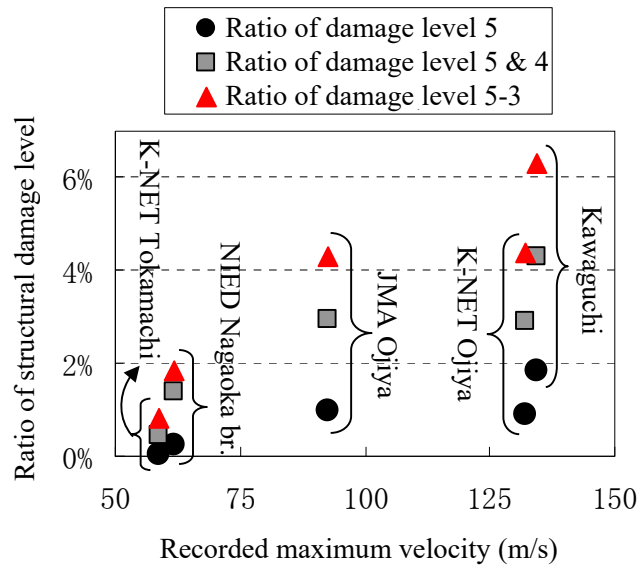 Ratio of damage level 5
Ratio of damage level 5 & 4
Ratio of damage level 5-3
Ratio of structural damage level
6%
4%
2%
0%
K-NET Tokamachi
NIED Nagaoka br.
JMA Ojiya
K-NET Ojiya
Kawaguchi
50
75
100
125
150
Recorded maximum velocity (m/s)